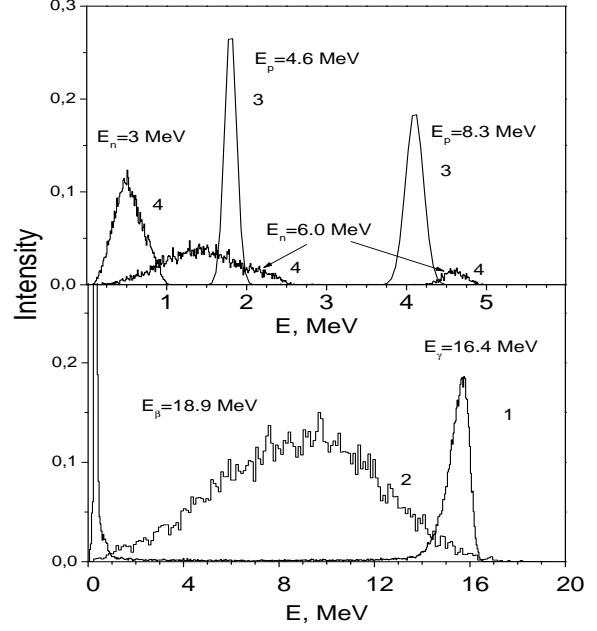 0,3
E_p=4.6 MeV
3
0,2
E_n=3 MeV
E_p=8.3 MeV
3
4
0,1
E_n=6.0 MeV
4
4
0,0
1 2 3 4 5
E, MeV
Intensity
E_γ=16.4 MeV
0,2
E_β=18.9 MeV
1
0,1
2
0,0
0 4 8 12 16 20
E, MeV